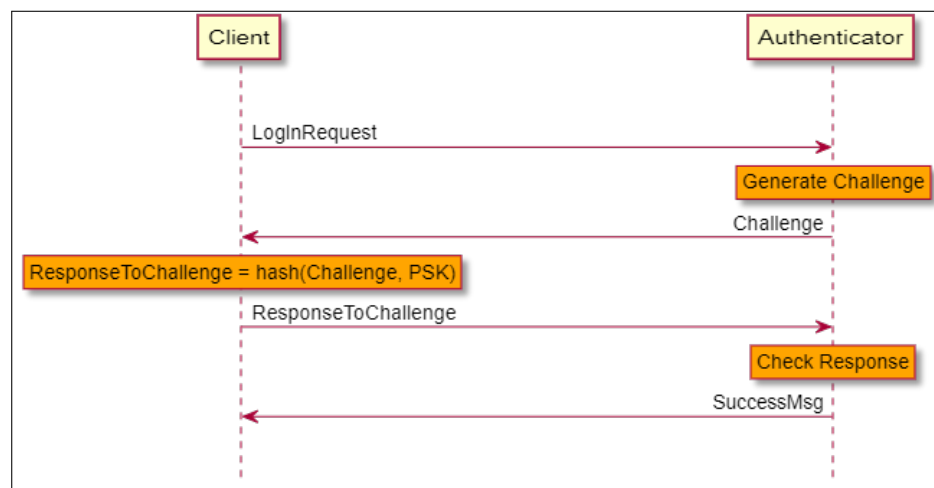 Client
Authenticator
LogInRequest
Generate Challenge
Challenge
ResponseToChallenge = hash(Challenge, PSK)
ResponseToChallenge
Check Response
SuccessMsg